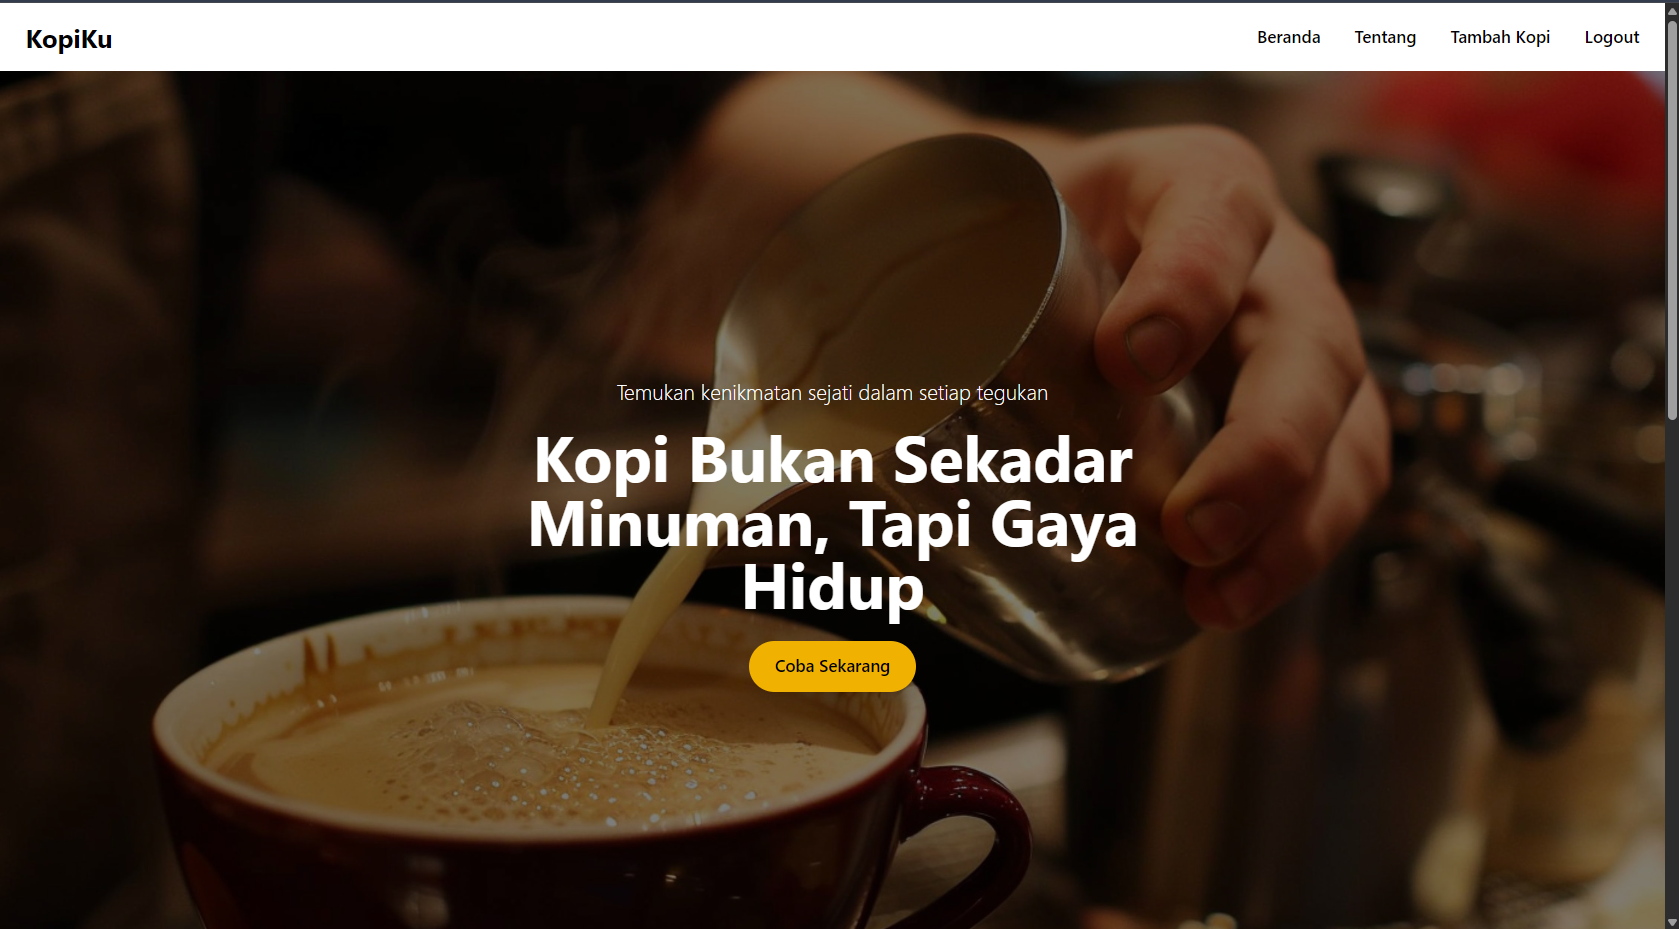 KopiKu
Beranda Tentang Tambah Kopi Logout
Temukan kenikmatan sejati dalam setiap tegukan
Kopi Bukan Sekadar
Minuman, Tapi Gaya
Hidup
Coba Sekarang